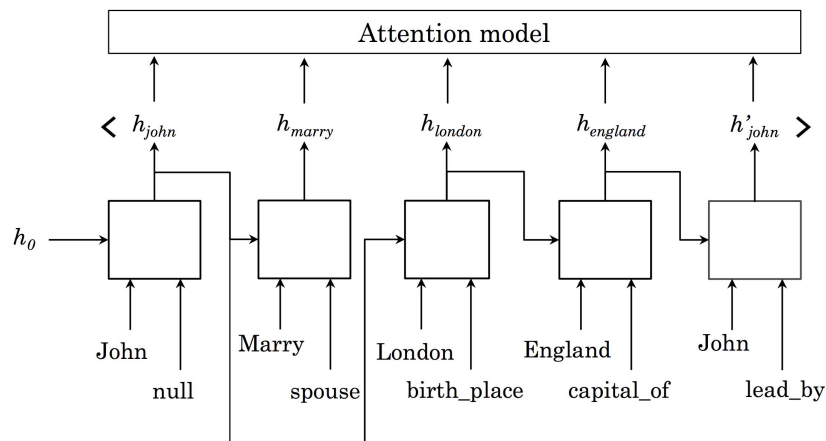 Attention model
< h_john h_marry h_london h_england h'_john >
h_0
John Marry London England John
null spouse birth_place capital_of lead_by